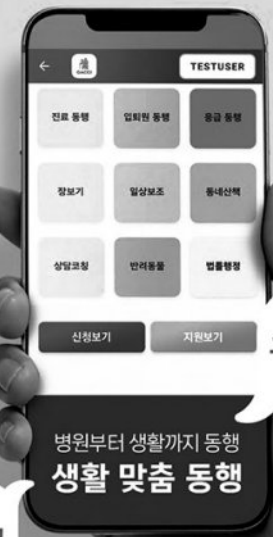 TESTUSER
진료 동행 입퇴원 동행 응급 동행
장보기 일상보조 동네산책
상담코칭 반려동물 법률행정
신청보기 지원보기
병원부터 생활까지 동행
생활 맞춤 동행